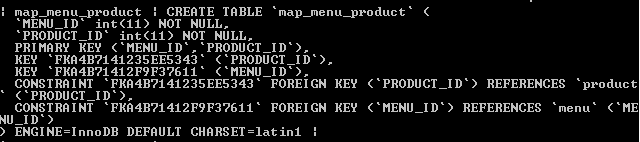 | map_menu_product | CREATE TABLE `map_menu_product` (
  `MENU_ID` int(11) NOT NULL,
  `PRODUCT_ID` int(11) NOT NULL,
  PRIMARY KEY (`MENU_ID`,`PRODUCT_ID`),
  KEY `FKA4B7141235EE5343` (`PRODUCT_ID`),
  KEY `FKA4B71412F9F37611` (`MENU_ID`),
  CONSTRAINT `FKA4B7141235EE5343` FOREIGN KEY (`PRODUCT_ID`) REFERENCES `product
` (`PRODUCT_ID`),
  CONSTRAINT `FKA4B71412F9F37611` FOREIGN KEY (`MENU_ID`) REFERENCES `menu` (`ME
NU_ID`)
) ENGINE=InnoDB DEFAULT CHARSET=latin1 |